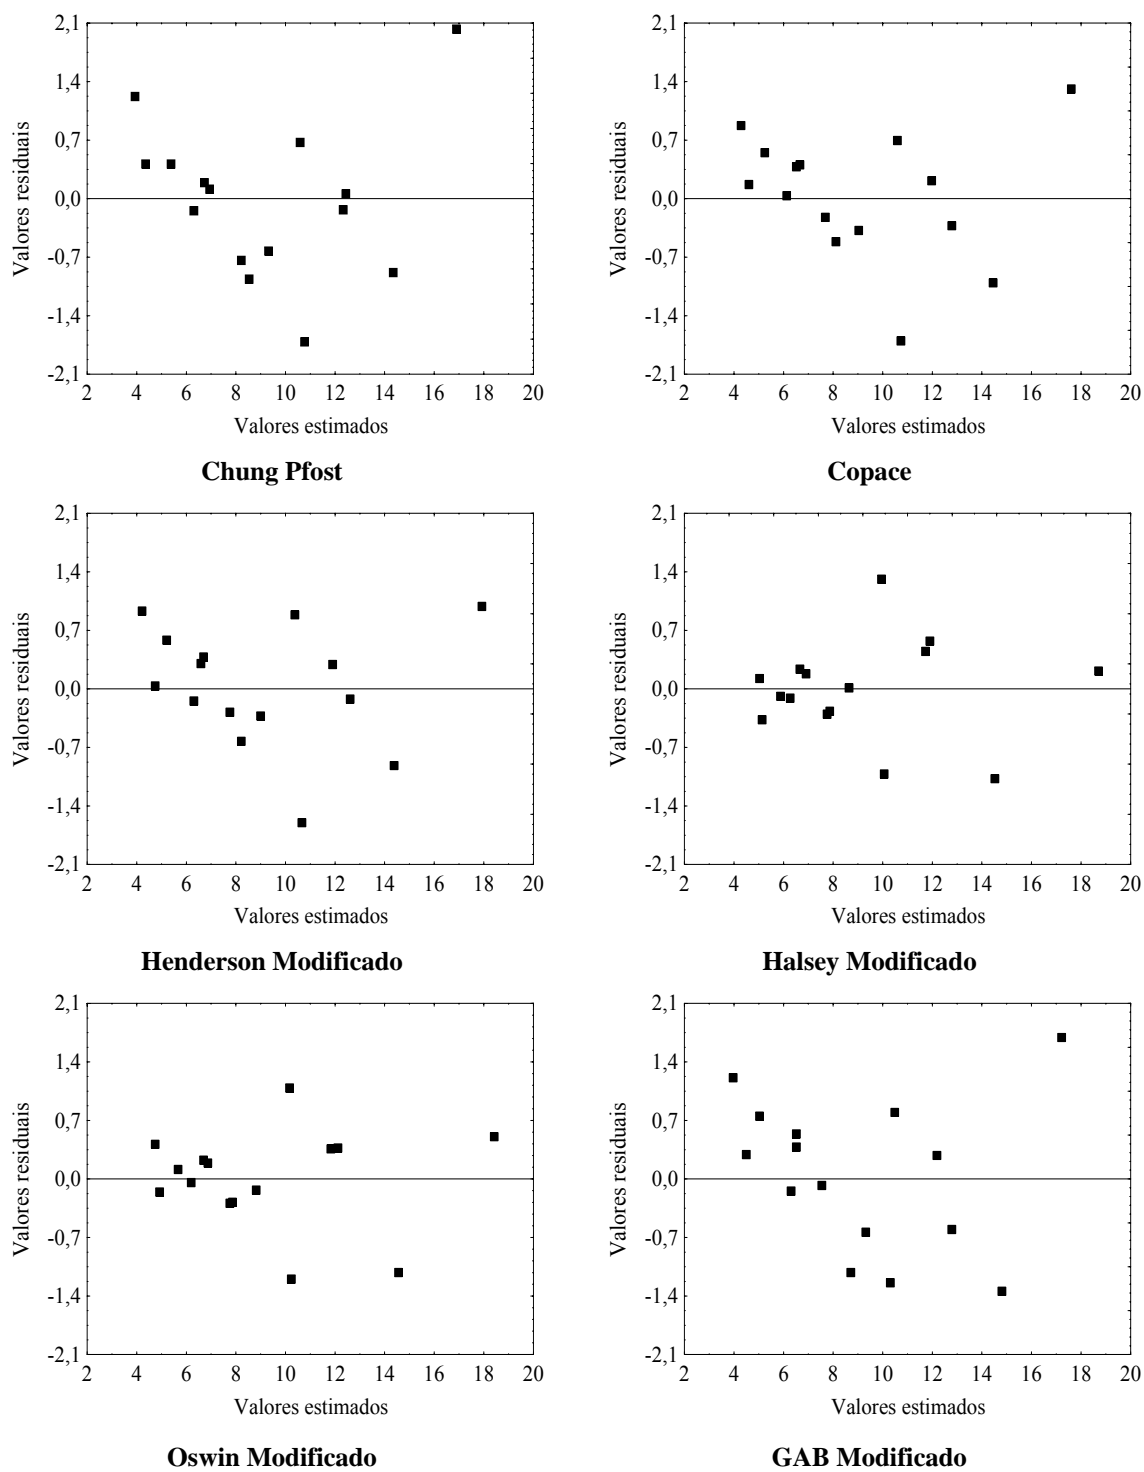 2,1
1,4
0,7
0,0
-0,7
-1,4
-2,1
Valores residuais
2 4 6 8 10 12 14 16 18 20
Valores estimados
Chung Pfost
2,1
1,4
0,7
0,0
-0,7
-1,4
-2,1
Valores residuais
2 4 6 8 10 12 14 16 18 20
Valores estimados
Copace
2,1
1,4
0,7
0,0
-0,7
-1,4
-2,1
Valores residuais
2 4 6 8 10 12 14 16 18 20
Valores estimados
Henderson Modificado
2,1
1,4
0,7
0,0
-0,7
-1,4
-2,1
Valores residuais
2 4 6 8 10 12 14 16 18 20
Valores estimados
Halsey Modificado
2,1
1,4
0,7
0,0
-0,7
-1,4
-2,1
Valores residuais
2 4 6 8 10 12 14 16 18 20
Valores estimados
Oswin Modificado
2,1
1,4
0,7
0,0
-0,7
-1,4
-2,1
Valores residuais
2 4 6 8 10 12 14 16 18 20
Valores estimados
GAB Modificado